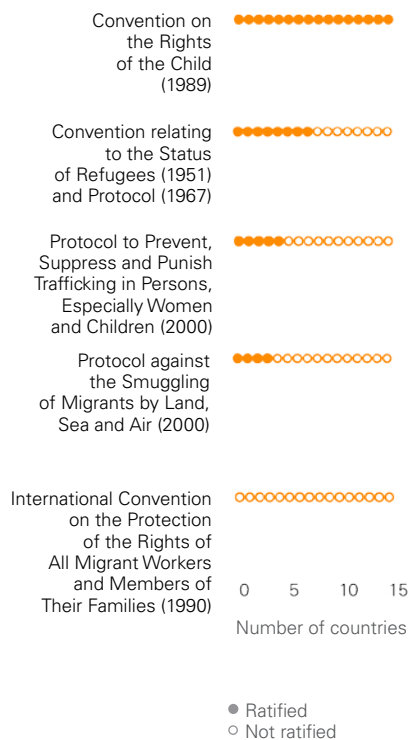 Convention on
the Rights
of the Child
(1989)
Convention relating
to the Status
of Refugees (1951)
and Protocol (1967)
Protocol to Prevent,
Suppress and Punish
Trafficking in Persons,
Especially Women
and Children (2000)
Protocol against
the Smuggling
of Migrants by Land,
Sea and Air (2000)
International Convention
on the Protection
of the Rights of
All Migrant Workers
and Members of
Their Families (1990)
0 5 10 15
Number of countries
Ratified
Not ratified